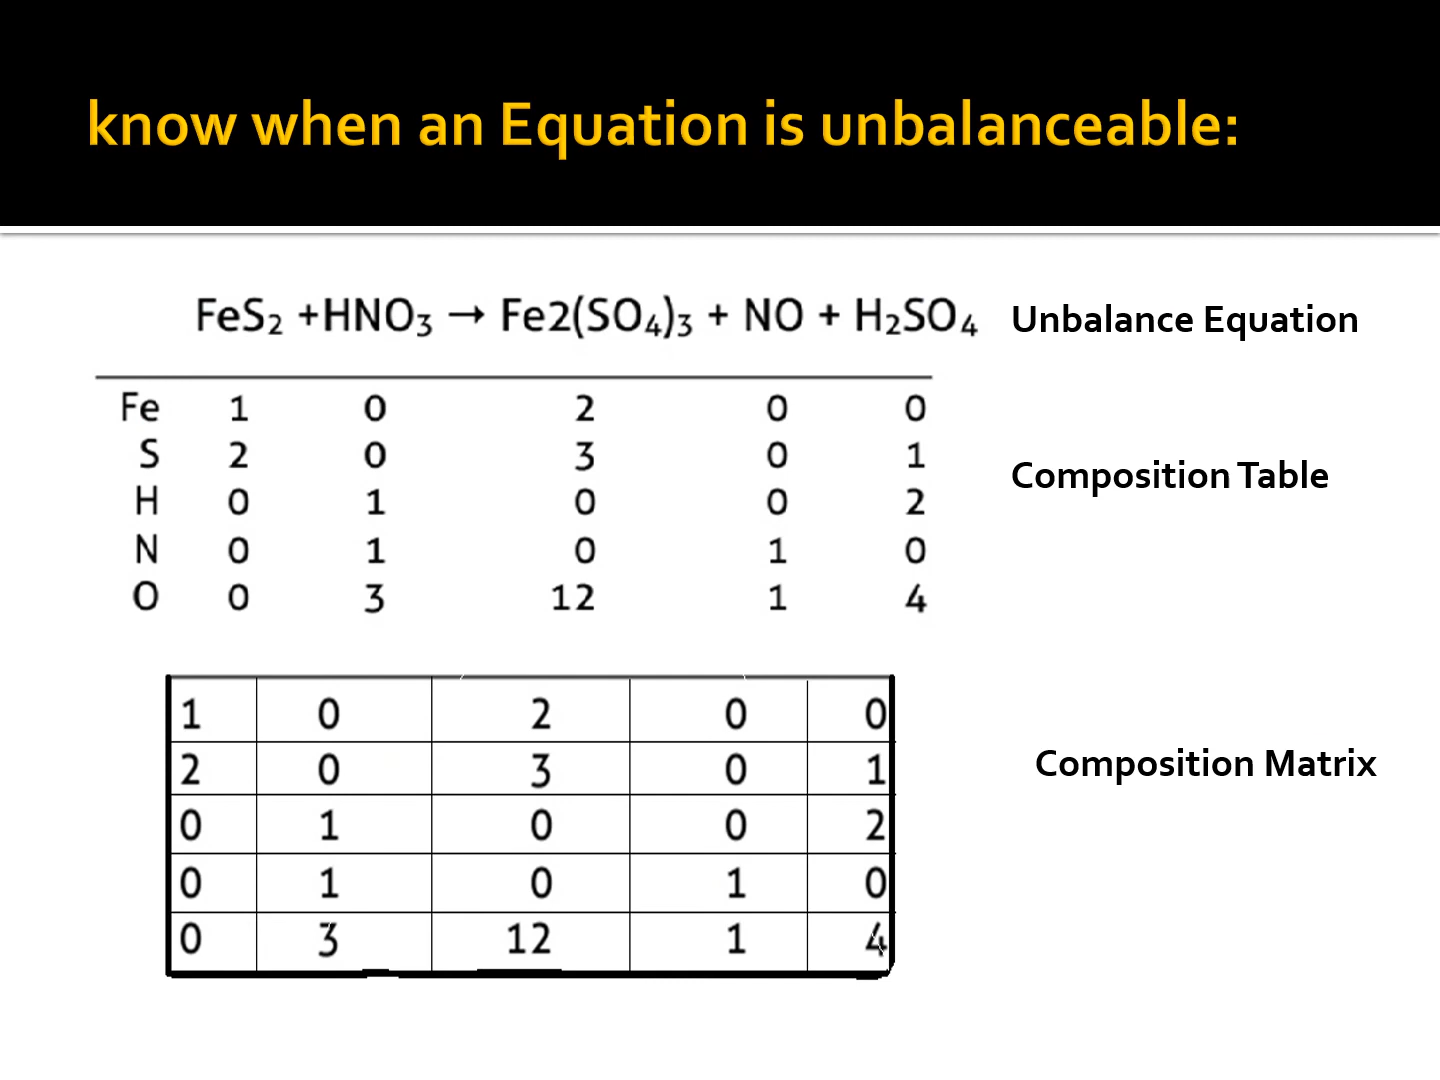 know when an Equation is unbalanceable:
FeS₂ +HNO₃ → Fe2(SO₄)₃ + NO + H₂SO₄ Unbalance Equation
Fe 1 0 2 0 0
S 2 0 3 0 1
Composition Table
H 0 1 0 0 2
N 0 1 0 1 0
O 0 3 12 1 4
1 0 2 0 0
2 0 3 0 1
Composition Matrix
0 1 0 0 2
0 1 0 1 0
0 3 12 1 4